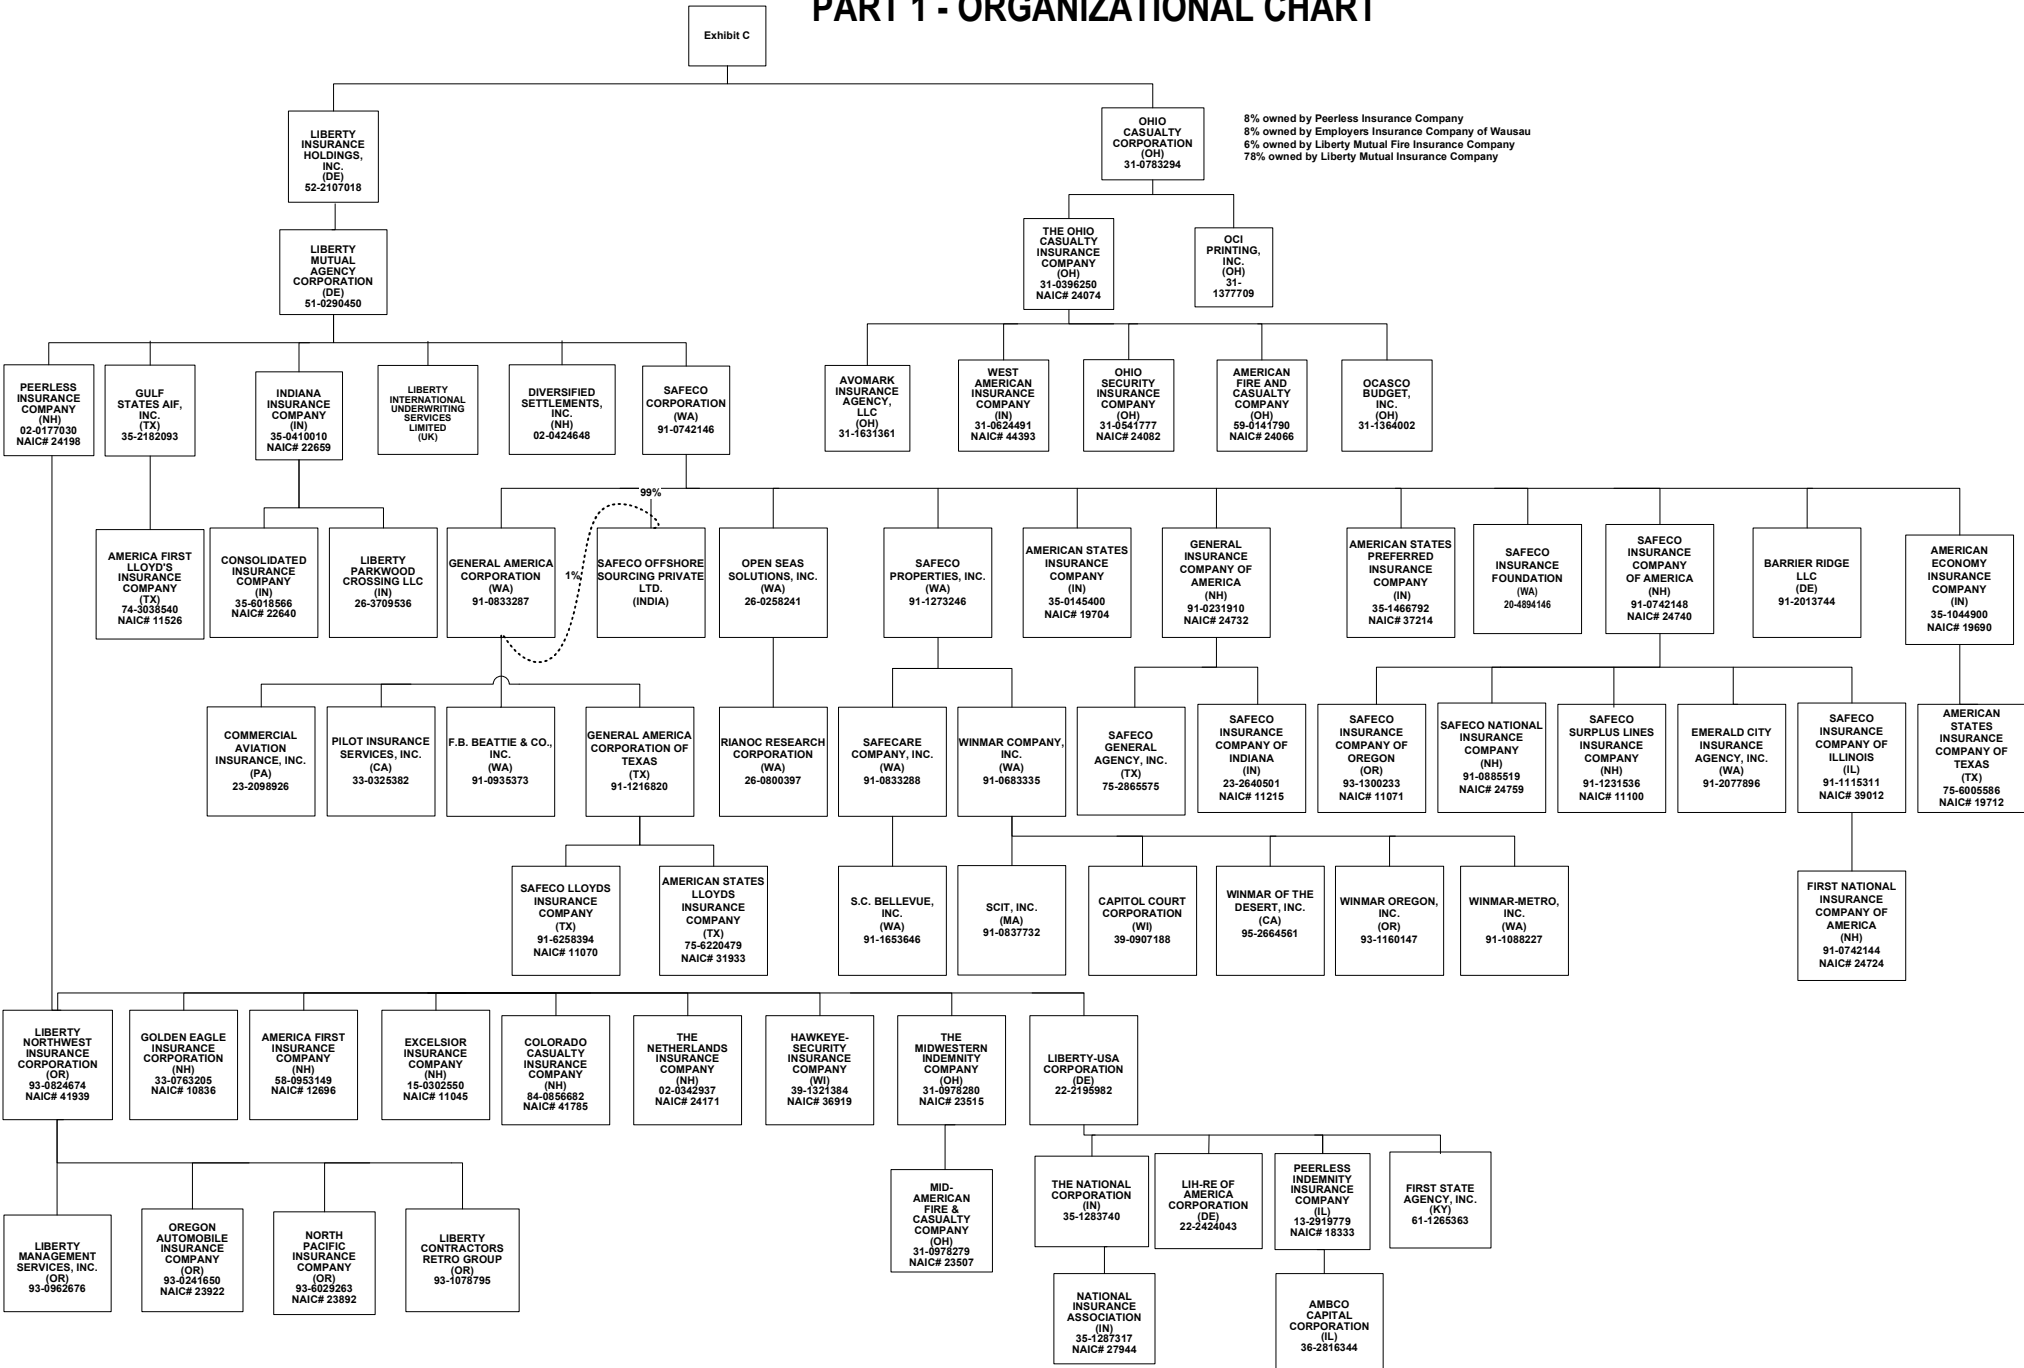 PART 1 - ORGANIZATIONAL CHART
Exhibit C
LIBERTY
INSURANCE
HOLDINGS,
INC.
(DE)
52-2107018
OHIO
CASUALTY
CORPORATION
(OH)
31-0783294
8% owned by Peerless Insurance Company
8% owned by Employers Insurance Company of Wausau
6% owned by Liberty Mutual Fire Insurance Company
78% owned by Liberty Mutual Insurance Company
LIBERTY
MUTUAL
AGENCY
CORPORATION
(DE)
51-0290450
THE OHIO
CASUALTY
INSURANCE
COMPANY
(OH)
31-0396250
NAIC# 24074
OCI
PRINTING,
INC.
(OH)
31-
1377709
PEERLESS
INSURANCE
COMPANY
(NH)
02-0177030
NAIC# 24198
GULF
STATES AIF,
INC.
(TX)
35-2182093
INDIANA
INSURANCE
COMPANY
(IN)
35-0410010
NAIC# 22659
LIBERTY
INTERNATIONAL
UNDERWRITING
SERVICES
LIMITED
(UK)
DIVERSIFIED
SETTLEMENTS,
INC.
(NH)
02-0424648
SAFECO
CORPORATION
(WA)
91-0742146
AVOMARK
INSURANCE
AGENCY,
LLC
(OH)
31-1631361
WEST
AMERICAN
INSURANCE
COMPANY
(IN)
31-0624491
NAIC# 44393
OHIO
SECURITY
INSURANCE
COMPANY
(OH)
31-0541777
NAIC# 24082
AMERICAN
FIRE AND
CASUALTY
COMPANY
(OH)
59-0141790
NAIC# 24066
OCASCO
BUDGET,
INC.
(OH)
31-1364002
99%
1%
AMERICA FIRST
LLOYD'S
INSURANCE
COMPANY
(TX)
74-3038540
NAIC# 11526
CONSOLIDATED
INSURANCE
COMPANY
(IN)
35-6018566
NAIC# 22640
LIBERTY
PARKWOOD
CROSSING LLC
(IN)
26-3709536
GENERAL AMERICA
CORPORATION
(WA)
91-0833287
SAFECO OFFSHORE
SOURCING PRIVATE
LTD.
(INDIA)
OPEN SEAS
SOLUTIONS, INC.
(WA)
26-0258241
SAFECO
PROPERTIES, INC.
(WA)
91-1273246
AMERICAN STATES
INSURANCE
COMPANY
(IN)
35-0145400
NAIC# 19704
GENERAL
INSURANCE
COMPANY OF
AMERICA
(NH)
91-0231910
NAIC# 24732
AMERICAN STATES
PREFERRED
INSURANCE
COMPANY
(IN)
35-1466792
NAIC# 37214
SAFECO
INSURANCE
FOUNDATION
(WA)
20-4894146
SAFECO
INSURANCE
COMPANY
OF AMERICA
(NH)
91-0742148
NAIC# 24740
BARRIER RIDGE
LLC
(DE)
91-2013744
AMERICAN
ECONOMY
INSURANCE
COMPANY
(IN)
35-1044900
NAIC# 19690
COMMERCIAL
AVIATION
INSURANCE, INC.
(PA)
23-2098926
PILOT INSURANCE
SERVICES, INC.
(CA)
33-0325382
F.B. BEATTIE & CO.,
INC.
(WA)
91-0935373
GENERAL AMERICA
CORPORATION OF
TEXAS
(TX)
91-1216820
RIANOC RESEARCH
CORPORATION
(WA)
26-0800397
SAFECARE
COMPANY, INC.
(WA)
91-0833288
WINMAR COMPANY,
INC.
(WA)
91-0683335
SAFECO
GENERAL
AGENCY, INC.
(TX)
75-2865575
SAFECO
INSURANCE
COMPANY OF
INDIANA
(IN)
23-2640501
NAIC# 11215
SAFECO
INSURANCE
COMPANY OF
OREGON
(OR)
93-1300233
NAIC# 11071
SAFECO NATIONAL
INSURANCE
COMPANY
(NH)
91-0885519
NAIC# 24759
SAFECO
SURPLUS LINES
INSURANCE
COMPANY
(NH)
91-1231536
NAIC# 11100
EMERALD CITY
INSURANCE
AGENCY, INC.
(WA)
91-2077896
SAFECO
INSURANCE
COMPANY OF
ILLINOIS
(IL)
91-1115311
NAIC# 39012
AMERICAN
STATES
INSURANCE
COMPANY OF
TEXAS
(TX)
75-6005586
NAIC# 19712
SAFECO LLOYDS
INSURANCE
COMPANY
(TX)
91-6258394
NAIC# 11070
AMERICAN STATES
LLOYDS
INSURANCE
COMPANY
(TX)
75-6220479
NAIC# 31933
S.C. BELLEVUE,
INC.
(WA)
91-1653646
SCIT, INC.
(MA)
91-0837732
CAPITOL COURT
CORPORATION
(WI)
39-0907188
WINMAR OF THE
DESERT, INC.
(CA)
95-2664561
WINMAR OREGON,
INC.
(OR)
93-1160147
WINMAR-METRO,
INC.
(WA)
91-1088227
FIRST NATIONAL
INSURANCE
COMPANY OF
AMERICA
(NH)
91-0742144
NAIC# 24724
LIBERTY
NORTHWEST
INSURANCE
CORPORATION
(OR)
93-0824674
NAIC# 41939
GOLDEN EAGLE
INSURANCE
CORPORATION
(NH)
33-0763205
NAIC# 10836
AMERICA FIRST
INSURANCE
COMPANY
(NH)
58-0953149
NAIC# 12696
EXCELSIOR
INSURANCE
COMPANY
(NH)
15-0302550
NAIC# 11045
COLORADO
CASUALTY
INSURANCE
COMPANY
(NH)
84-0856682
NAIC# 41785
THE
NETHERLANDS
INSURANCE
COMPANY
(NH)
02-0342937
NAIC# 24171
HAWKEYE-
SECURITY
INSURANCE
COMPANY
(WI)
39-1321384
NAIC# 36919
THE
MIDWESTERN
INDEMNITY
COMPANY
(OH)
31-0978280
NAIC# 23515
LIBERTY-USA
CORPORATION
(DE)
22-2195982
LIBERTY
MANAGEMENT
SERVICES, INC.
(OR)
93-0962676
OREGON
AUTOMOBILE
INSURANCE
COMPANY
(OR)
93-0241650
NAIC# 23922
NORTH
PACIFIC
INSURANCE
COMPANY
(OR)
93-6029263
NAIC# 23892
LIBERTY
CONTRACTORS
RETRO GROUP
(OR)
93-1078795
MID-
AMERICAN
FIRE &
CASUALTY
COMPANY
(OH)
31-0978279
NAIC# 23507
THE NATIONAL
CORPORATION
(IN)
35-1283740
LIH-RE OF
AMERICA
CORPORATION
(DE)
22-2424043
PEERLESS
INDEMNITY
INSURANCE
COMPANY
(IL)
13-2919779
NAIC# 18333
FIRST STATE
AGENCY, INC.
(KY)
61-1265363
NATIONAL
INSURANCE
ASSOCIATION
(IN)
35-1287317
NAIC# 27944
AMBCO
CAPITAL
CORPORATION
(IL)
36-2816344